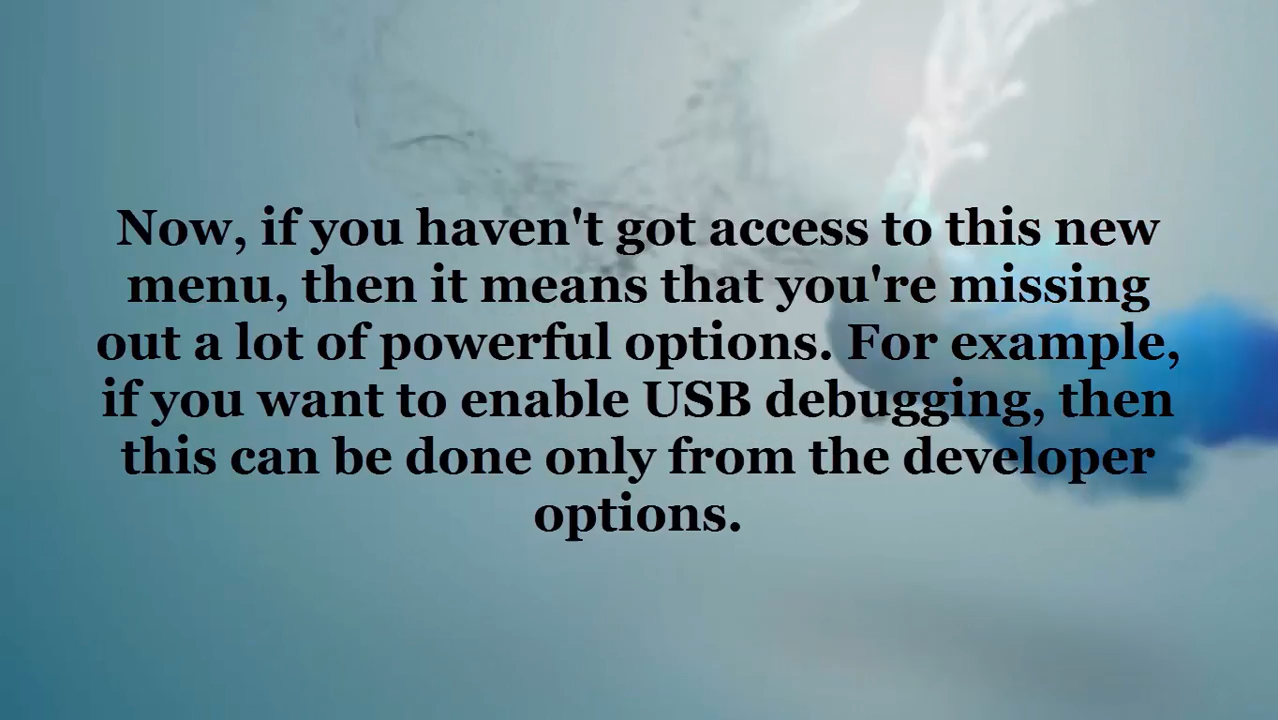 Now, if you haven't got access to this new
menu, then it means that you're missing
out a lot of powerful options. For example,
if you want to enable USB debugging, then
this can be done only from the developer
options.